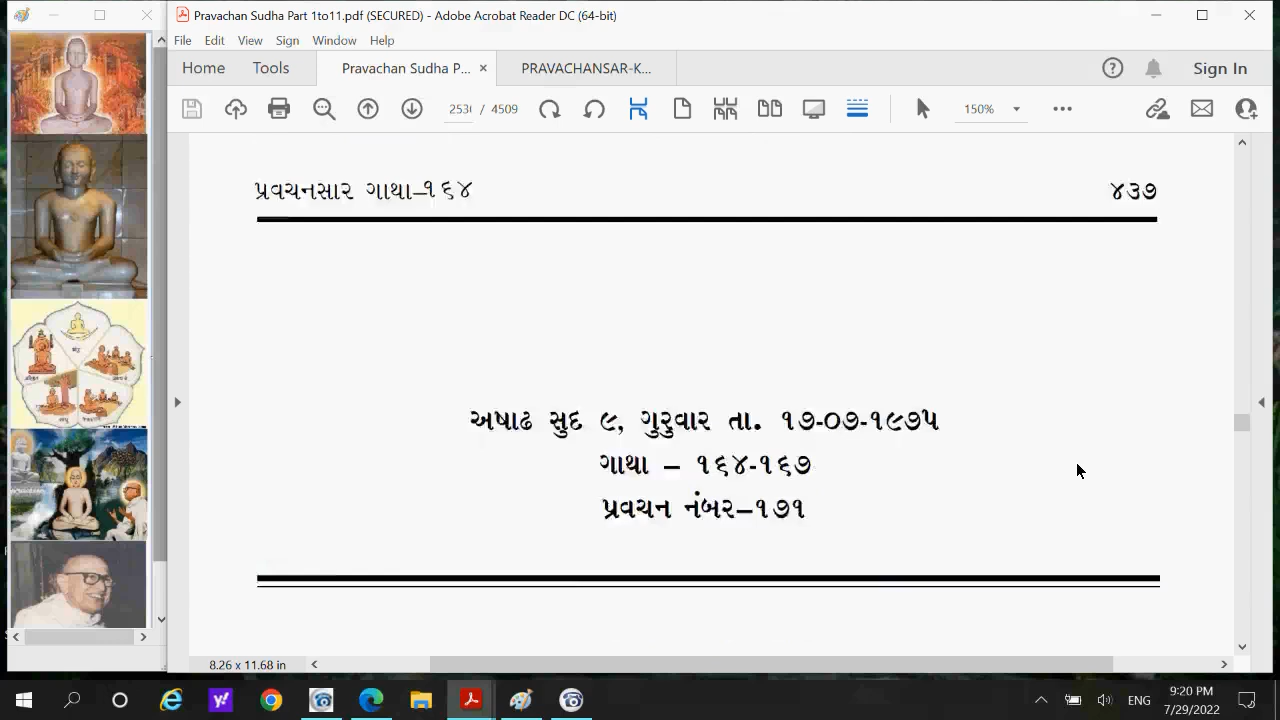 Pravachan Sudha Part 1to11.pdf (SECURED) - Adobe Acrobat Reader DC (64-bit)
File Edit View Sign Window Help
Home Tools Pravachan Sudha P... × PRAVACHANSAR-K... Sign In
253 / 4509 150%
પ્રવચનસાર ગાથા–૧૬૪ ૪૩૭
અષાઢ સુદ ૯, ગુરુવાર તા. ૧૭-૦૭-૧૯૭૫
ગાથા – ૧૬૪-૧૬૭
પ્રવચન નંબર–૧૭૧
8.26 x 11.68 in
ENG 9:20 PM
7/29/2022